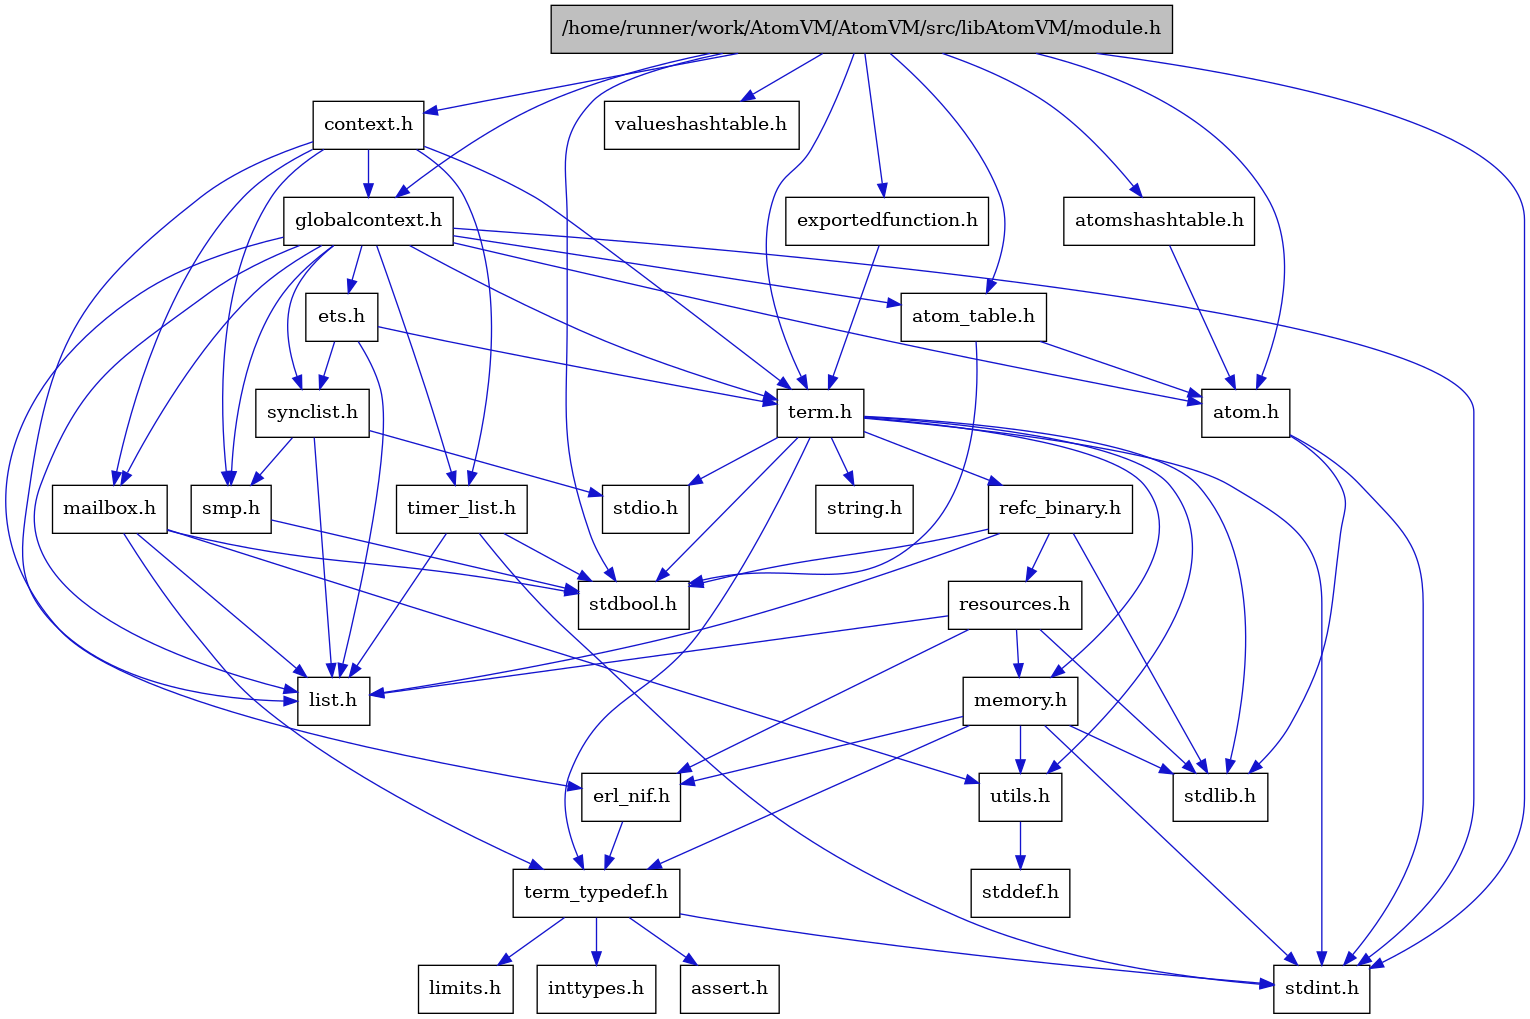 /home/runner/work/AtomVM/AtomVM/src/libAtomVM/module.h
context.h
valueshashtable.h
globalcontext.h
exportedfunction.h
atomshashtable.h
ets.h
atom_table.h
synclist.h
term.h
atom.h
mailbox.h
smp.h
timer_list.h
stdio.h
string.h
refc_binary.h
stdbool.h
resources.h
list.h
memory.h
erl_nif.h
utils.h
stdlib.h
term_typedef.h
stddef.h
limits.h
inttypes.h
assert.h
stdint.h